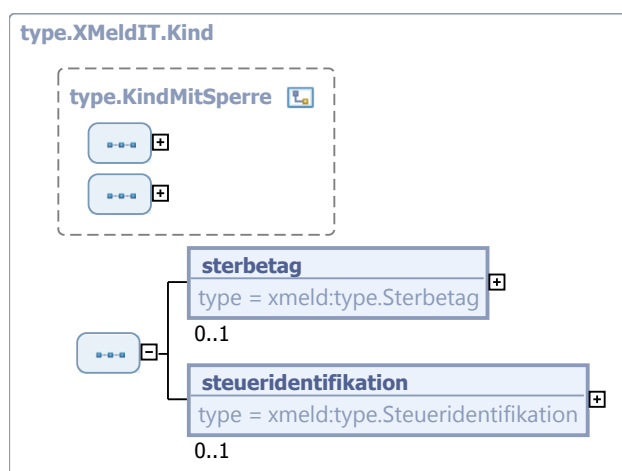 type.XMeldIT.Kind
type.KindMitSperre
sterbetag
type = xmeld:type.Sterbetag
0..1
steueridentifikation
type = xmeld:type.Steueridentifikation
0..1